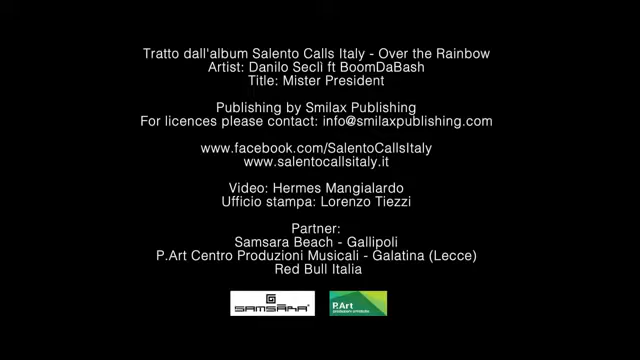 Tratto dall'album Salento Calls Italy - Over the Rainbow
Artist: Danilo Seclì ft BoomDaBash
Title: Mister President
Publishing by Smilax Publishing
For licences please contact: info@smilaxpublishing.com
www.facebook.com/SalentoCallsItaly
www.salentocallsitaly.it
Video: Hermes Mangialardo
Ufficio stampa: Lorenzo Tiezzi
Partner:
Samsara Beach - Gallipoli
P.Art Centro Produzioni Musicali - Galatina (Lecce)
Red Bull Italia
SAMSARA
P.Art
produzioni artistiche